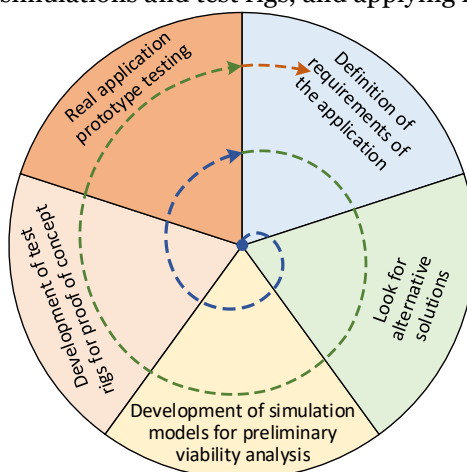 simulations and test rigs, and applying
Definition of
requirements of
the application
Look for
alternative
solutions
Development of simulation
models for preliminary
viability analysis
Development of test
rigs for proof of concept
Real application
prototype testing